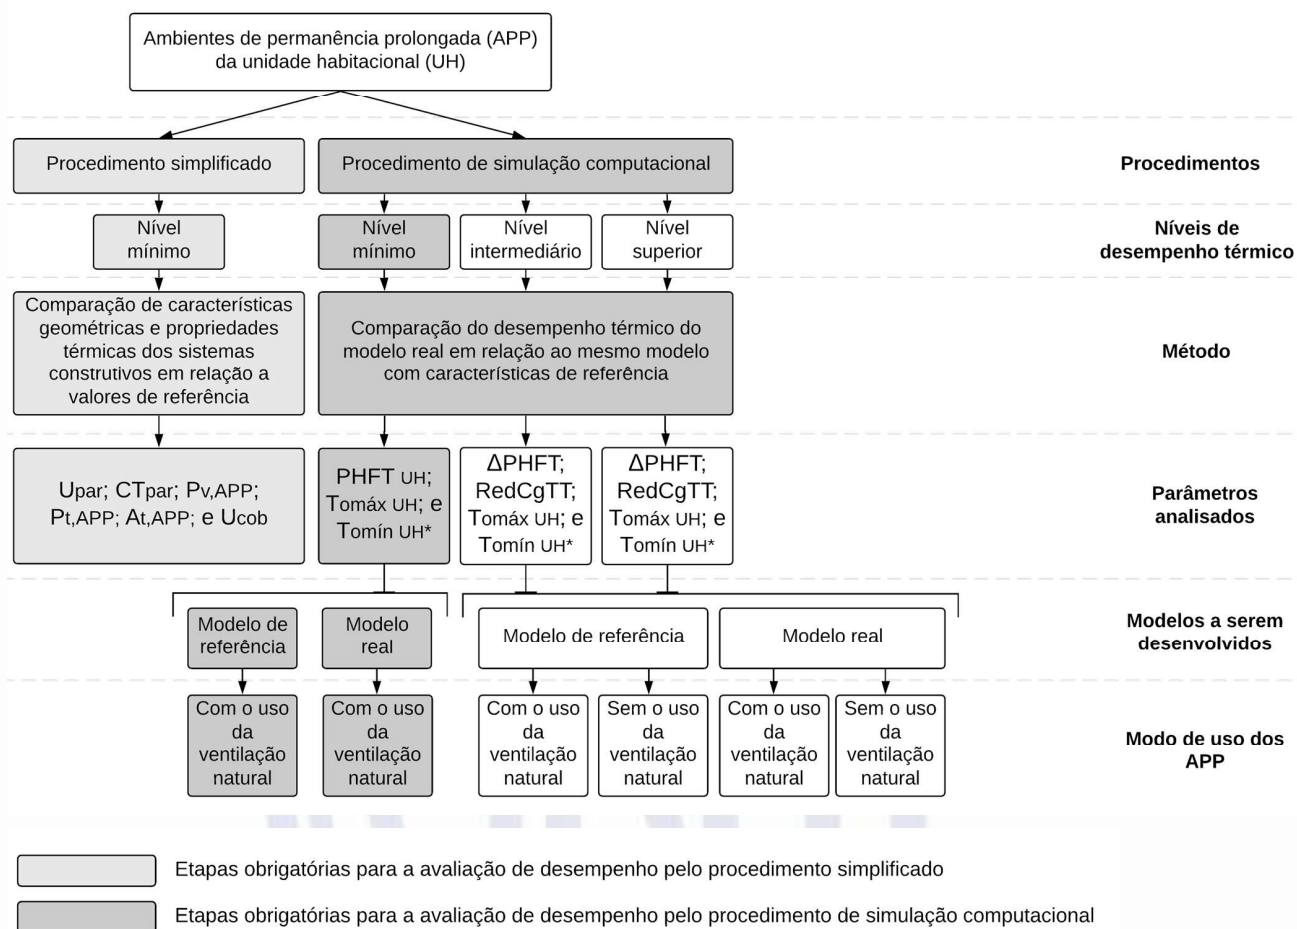 Ambientes de permanência prolongada (APP)
da unidade habitacional (UH)
Procedimento simplificado
Procedimento de simulação computacional
Procedimentos
Nível
mínimo
Nível
mínimo
Nível
intermediário
Nível
superior
Níveis de
desempenho térmico
Comparação de características
geométricas e propriedades
térmicas dos sistemas
construtivos em relação a
valores de referência
Comparação do desempenho térmico do
modelo real em relação ao mesmo modelo
com características de referência
Método
Upar; CTpar; Pv,APP;
Pt,APP; At,APP; e Ucob
PHFT UH;
Tomáx UH; e
Tomín UH*
ΔPHFT;
RedCgTT;
Tomáx UH; e
Tomín UH*
ΔPHFT;
RedCgTT;
Tomáx UH; e
Tomín UH*
Parâmetros
analisados
Modelo de
referência
Modelo
real
Modelo de referência
Modelo real
Modelos a serem
desenvolvidos
Com o uso
da
ventilação
natural
Com o uso
da
ventilação
natural
Com o uso
da
ventilação
natural
Sem o uso
da
ventilação
natural
Com o uso
da
ventilação
natural
Sem o uso
da
ventilação
natural
Modo de uso dos
APP
Etapas obrigatórias para a avaliação de desempenho pelo procedimento simplificado
Etapas obrigatórias para a avaliação de desempenho pelo procedimento de simulação computacional